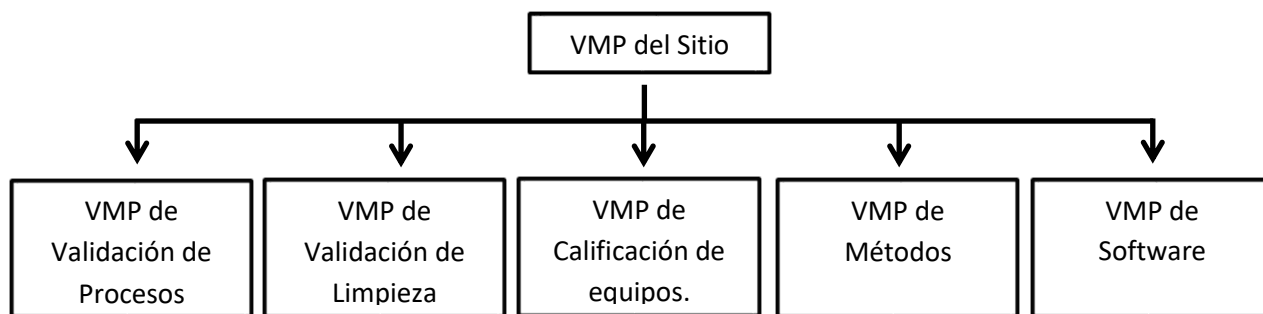 VMP del Sitio
VMP de
Validación de
Procesos
VMP de
Validación de
Limpieza
VMP de
Calificación de
equipos.
VMP de
Métodos
VMP de
Software